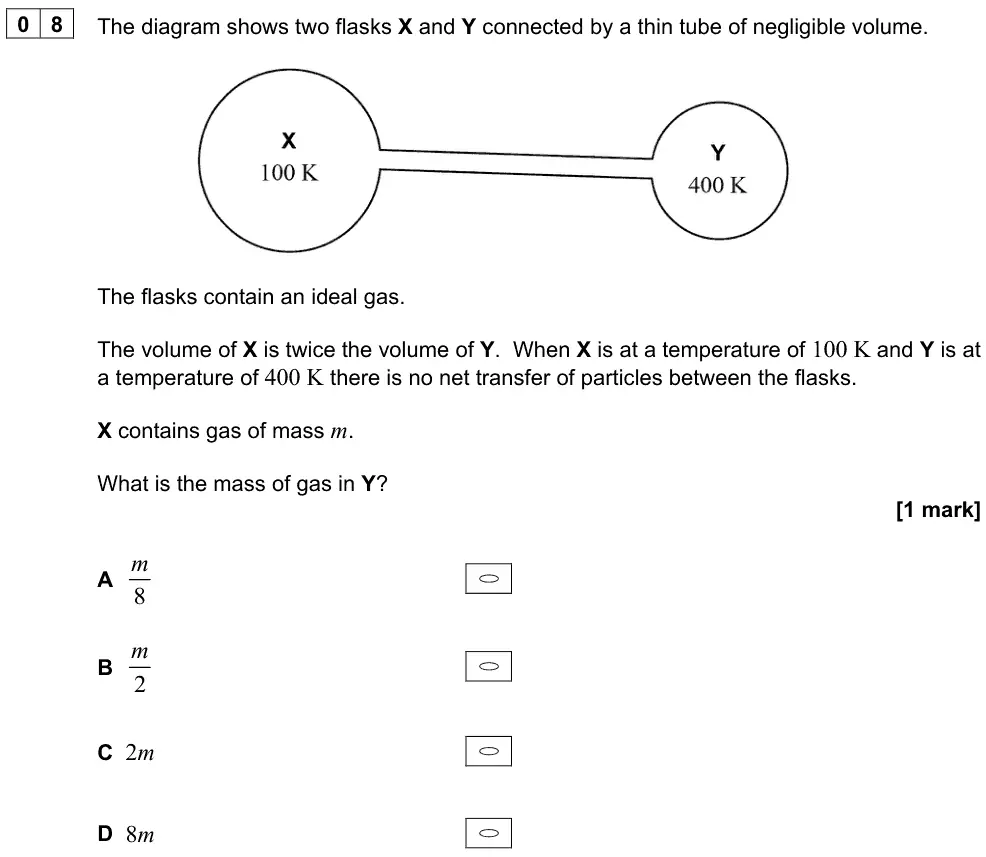 0 8 The diagram shows two flasks X and Y connected by a thin tube of negligible volume.
X
100 K
Y
400 K
The flasks contain an ideal gas.
The volume of X is twice the volume of Y. When X is at a temperature of 100 K and Y is at
a temperature of 400 K there is no net transfer of particles between the flasks.
X contains gas of mass m.
What is the mass of gas in Y?
[1 mark]
A m/8
B m/2
C 2m
D 8m